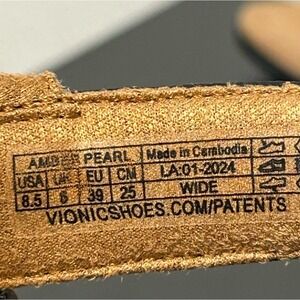 PEARL Made in Cambodia
USA UK EU CM LA:01-2024
8.5 6 39 25 WIDE
VIONICSHOES.COM/PATENTS